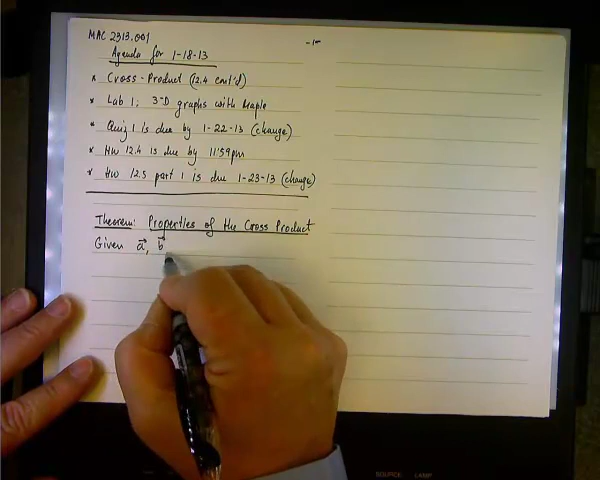 MAC 2313.001
-1-
Agenda for 1-18-13
* Cross-Product (12.4 cont'd)
* Lab 1; 3-D graphs with Maple
* Quiz 1 is due by 1-22-13 (change)
* HW 12.4 is due by 11:59pm
* HW 12.5 part 1 is due 1-23-13 (change)
Theorem: Properties of the Cross Product
Given a⃗, b⃗
SOURCE LAMP